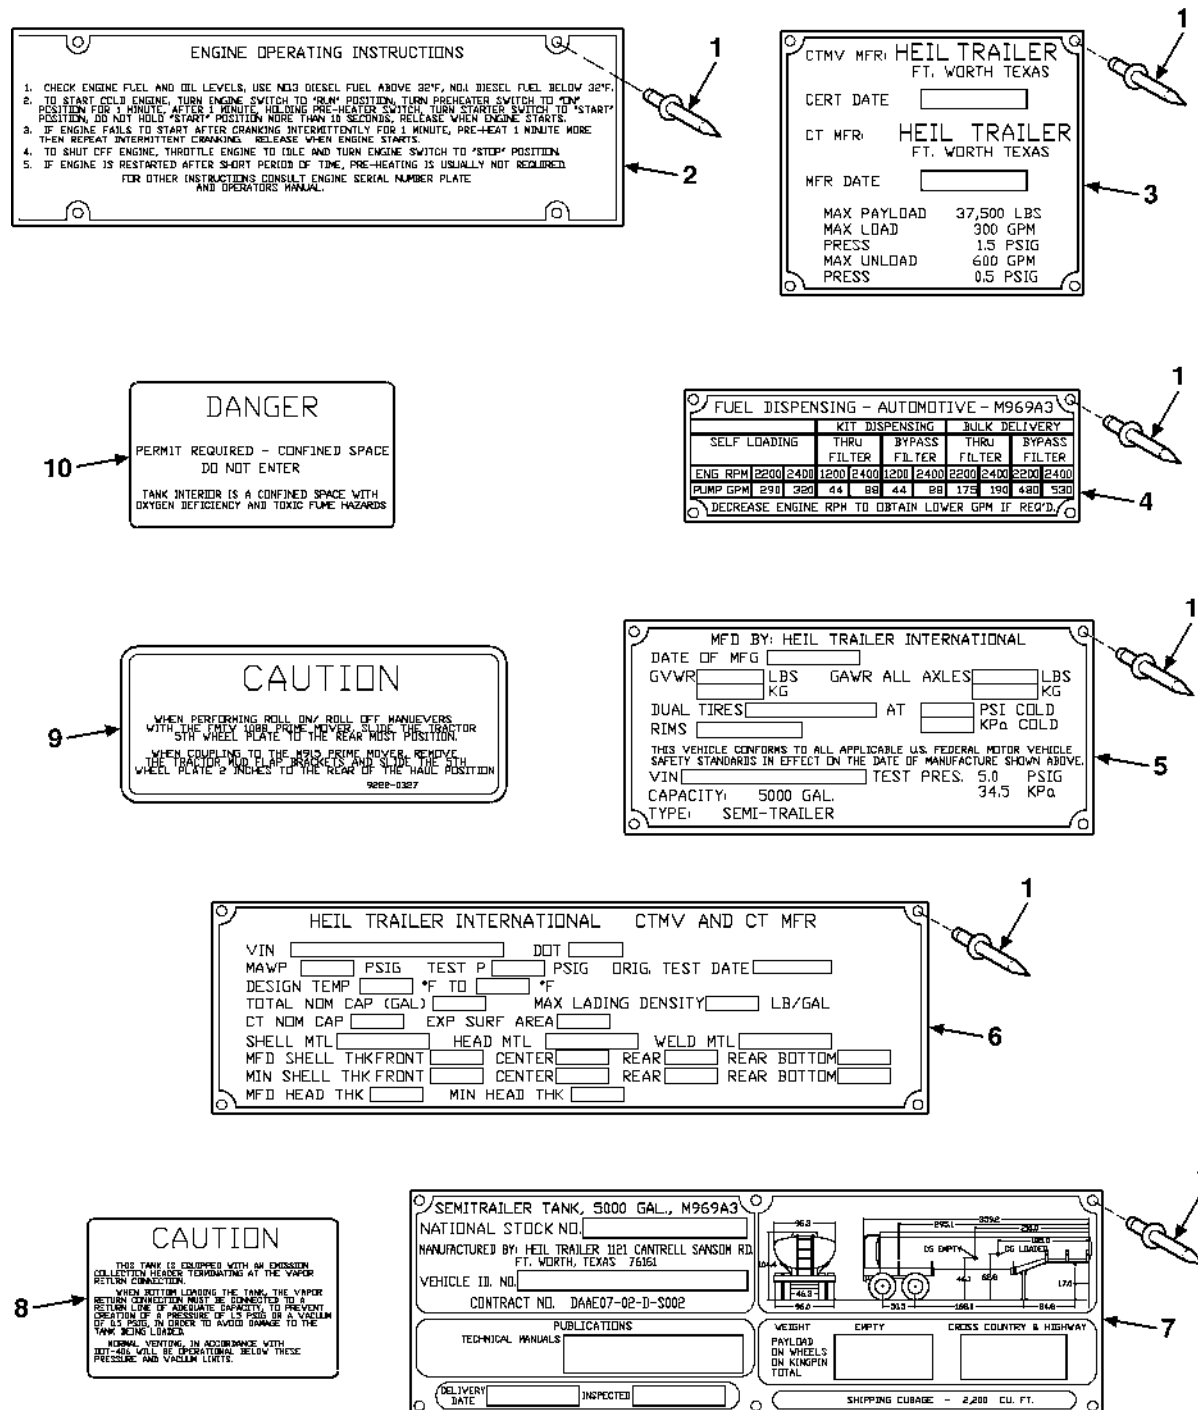 ENGINE OPERATING INSTRUCTIONS
1. CHECK ENGINE FUEL AND OIL LEVELS, USE NO.3 DIESEL FUEL ABOVE 32°F, NO.1 DIESEL FUEL BELOW 32°F.
2. TO START COLD ENGINE, TURN ENGINE SWITCH TO "RUN" POSITION, TURN PREHEATER SWITCH TO "ON"
POSITION FOR 1 MINUTE, AFTER 1 MINUTE, HOLDING PRE-HEATER SWITCH, TURN STARTER SWITCH TO "START"
POSITION, DO NOT HOLD "START" POSITION MORE THAN 10 SECONDS, RELEASE WHEN ENGINE STARTS.
3. IF ENGINE FAILS TO START AFTER CRANKING INTERMITTENTLY FOR 1 MINUTE, PRE-HEAT 1 MINUTE MORE
THEN REPEAT INTERMITTENT CRANKING. RELEASE WHEN ENGINE STARTS.
4. TO SHUT OFF ENGINE, THROTTLE ENGINE TO IDLE AND TURN ENGINE SWITCH TO "STOP" POSITION.
5. IF ENGINE IS RESTARTED AFTER SHORT PERIOD OF TIME, PRE-HEATING IS USUALLY NOT REQUIRED.
FOR OTHER INSTRUCTIONS CONSULT ENGINE SERIAL NUMBER PLATE
AND OPERATORS MANUAL.
1
2
CTMV MFR: HEIL TRAILER
FT. WORTH TEXAS
CERT DATE
CT MFR: HEIL TRAILER
FT. WORTH TEXAS
MFR DATE
MAX PAYLOAD 37,500 LBS
MAX LOAD 300 GPM
PRESS 1.5 PSIG
MAX UNLOAD 600 GPM
PRESS 0.5 PSIG
1
3
DANGER
PERMIT REQUIRED - CONFINED SPACE
DO NOT ENTER
TANK INTERIOR IS A CONFINED SPACE WITH
OXYGEN DEFICIENCY AND TOXIC FUME HAZARDS
10
FUEL DISPENSING - AUTOMOTIVE - M969A3
KIT DISPENSING BULK DELIVERY
SELF LOADING THRU FILTER BYPASS FILTER THRU FILTER BYPASS FILTER
ENG RPM 2200 2400 1200 2400 1200 2400 2200 2400 2200 2400
PUMP GPM 290 320 44 88 44 88 175 190 480 530
DECREASE ENGINE RPM TO OBTAIN LOWER GPM IF REQ'D.
1
4
CAUTION
WHEN PERFORMING ROLL ON/ ROLL OFF MANUEVERS
WITH THE FMTV 1088 PRIME MOVER, SLIDE THE TRACTOR
5TH WHEEL PLATE TO THE REAR MOST POSITION.
WHEN COUPLING TO THE M915 PRIME MOVER, REMOVE
THE TRACTOR MUD FLAP BRACKETS AND SLIDE THE 5TH
WHEEL PLATE 2 INCHES TO THE REAR OF THE HAUL POSITION
9222-0327
9
MFD BY: HEIL TRAILER INTERNATIONAL
DATE OF MFG
GVWR LBS GAWR ALL AXLES LBS
KG KG
DUAL TIRES AT PSI COLD
RIMS KPa COLD
THIS VEHICLE CONFORMS TO ALL APPLICABLE U.S. FEDERAL MOTOR VEHICLE
SAFETY STANDARDS IN EFFECT ON THE DATE OF MANUFACTURE SHOWN ABOVE.
VIN TEST PRES. 5.0 PSIG
CAPACITY: 5000 GAL. 34.5 KPa
TYPE: SEMI-TRAILER
1
5
HEIL TRAILER INTERNATIONAL CTMV AND CT MFR
VIN DOT
MAWP PSIG TEST P PSIG ORIG. TEST DATE
DESIGN TEMP °F TO °F
TOTAL NOM CAP (GAL) MAX LADING DENSITY LB/GAL
CT NOM CAP EXP SURF AREA
SHELL MTL HEAD MTL WELD MTL
MFD SHELL THK FRONT CENTER REAR REAR BOTTOM
MIN SHELL THK FRONT CENTER REAR REAR BOTTOM
MFD HEAD THK MIN HEAD THK
1
6
CAUTION
THIS TANK IS EQUIPPED WITH AN EMISSION
COLLECTION HEADER TERMINATING AT THE VAPOR
RETURN CONNECTION.
WHEN BOTTOM LOADING THE TANK, THE VAPOR
RETURN CONNECTION MUST BE CONNECTED TO A
RETURN LINE OF ADEQUATE CAPACITY, TO PREVENT
CREATION OF A PRESSURE OF 1.5 PSIG OR A VACUUM
OF 0.5 PSIG, IN ORDER TO AVOID DAMAGE TO THE
TANK BEING LOADED.
NORMAL VENTING, IN ACCORDANCE WITH
DOT-406 WILL BE OPERATIONAL BELOW THESE
PRESSURE AND VACUUM LIMITS.
8
SEMITRAILER TANK, 5000 GAL., M969A3
NATIONAL STOCK NO.
MANUFACTURED BY: HEIL TRAILER 1121 CANTRELL SANSOM RD.
FT. WORTH, TEXAS 76161
VEHICLE ID. NO.
CONTRACT NO. DAAE07-02-D-S002
PUBLICATIONS
TECHNICAL MANUALS
DELIVERY DATE INSPECTED
96.3
46.3
96.0
CG EMPTY
CG LOADED
WEIGHT EMPTY CROSS COUNTRY & HIGHWAY
PAYLOAD
ON WHEELS
ON KINGPIN
TOTAL
SHIPPING CUBAGE - 2,200 CU. FT.
7